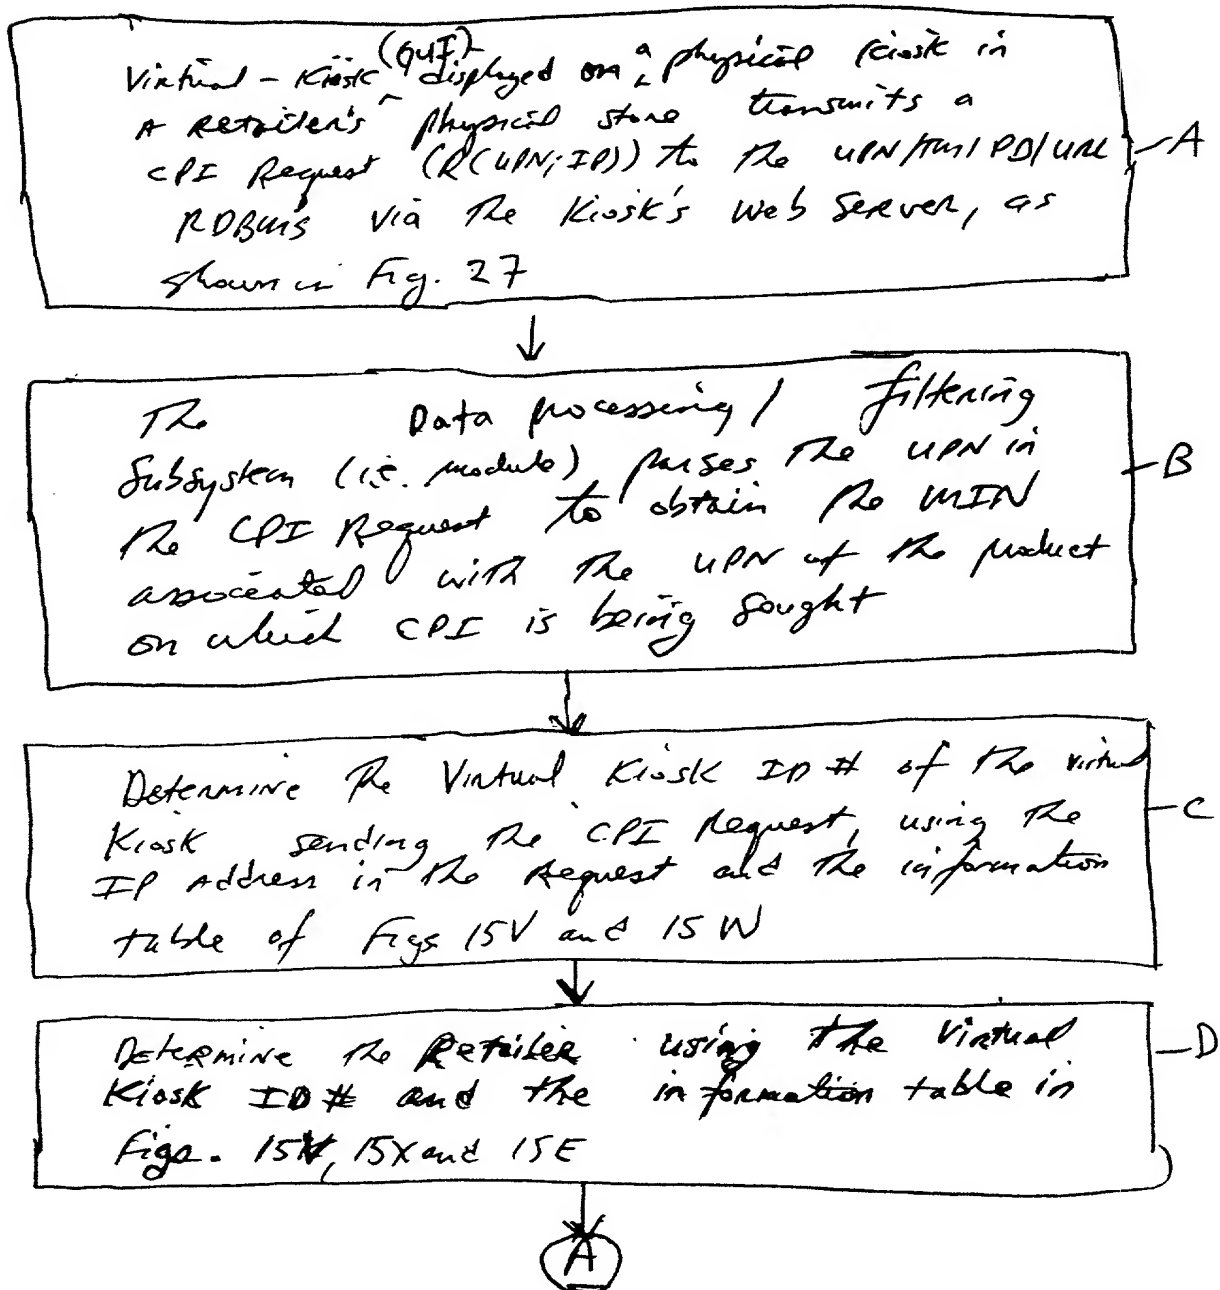 Virtual-Kiosk (GUI) displayed on a physical Kiosk in
A Retailer's physical store transmits a
CPI Request (R(UPN; IP)) to the UPN/TM/PD/URL
RDBMS via the Kiosk's Web Server, as
shown in Fig. 27
A
The Data processing/ filtering
Subsystem (i.e. module) parses the UPN in
the CPI Request to obtain the MIN
associated with the UPN of the product
on which CPI is being sought
B
Determine the Virtual Kiosk ID # of the virtual
Kiosk sending the CPI Request, using the
IP Address in the Request and the information
table of Figs 15V and 15W
C
Determine the Retailer using the Virtual
Kiosk ID # and the information table in
Figs. 15W, 15X and 15E
D
A